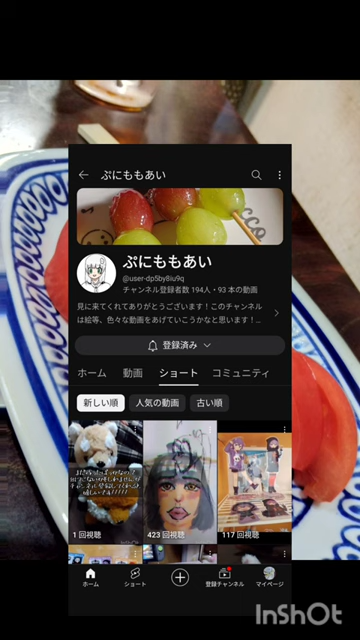 ぷにももあい
cco
ぷにももあい
@user-dp5by8iu9q
チャンネル登録者数 194人・93 本の動画
見に来てくれてありがとうございます！このチャンネル
は絵等、色々な動画をあげていこうかなと思います！...
登録済み
ホーム 動画 ショート コミュニティ
新しい順 人気の動画 古い順
1 回視聴 423 回視聴 117 回視聴
ホーム ショート 登録チャンネル マイページ
InShOt